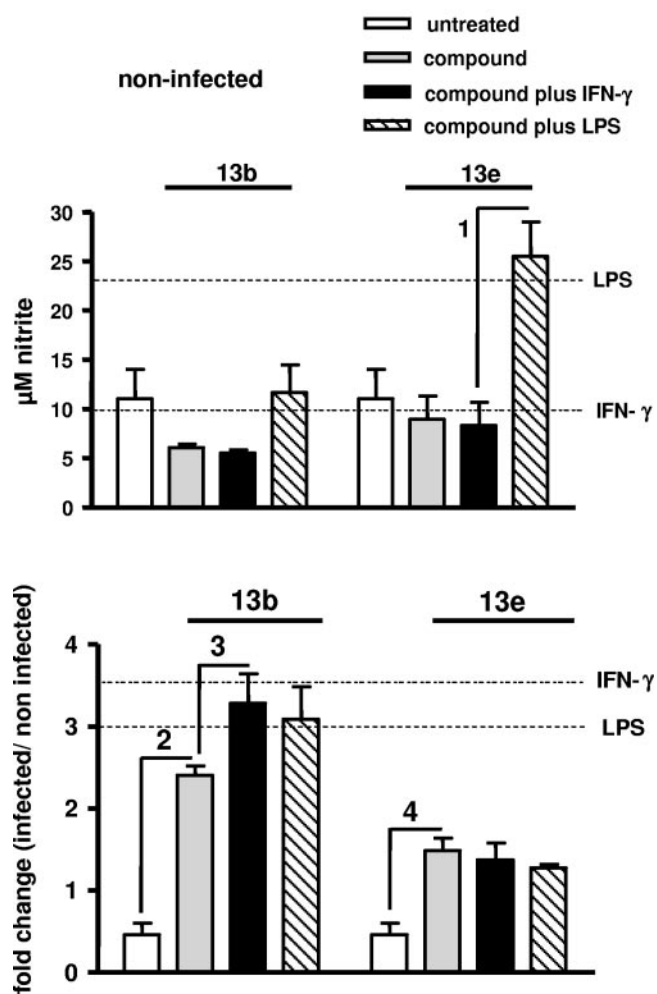 untreated
compound
non-infected
compound plus IFN-γ
compound plus LPS
13b
13e
30
1
25
LPS
20
µM nitrite
15
10
IFN- γ
5
0
13b
13e
4
3
IFN- γ
3
LPS
2
fold change (infected/ non infected)
2
4
1
0